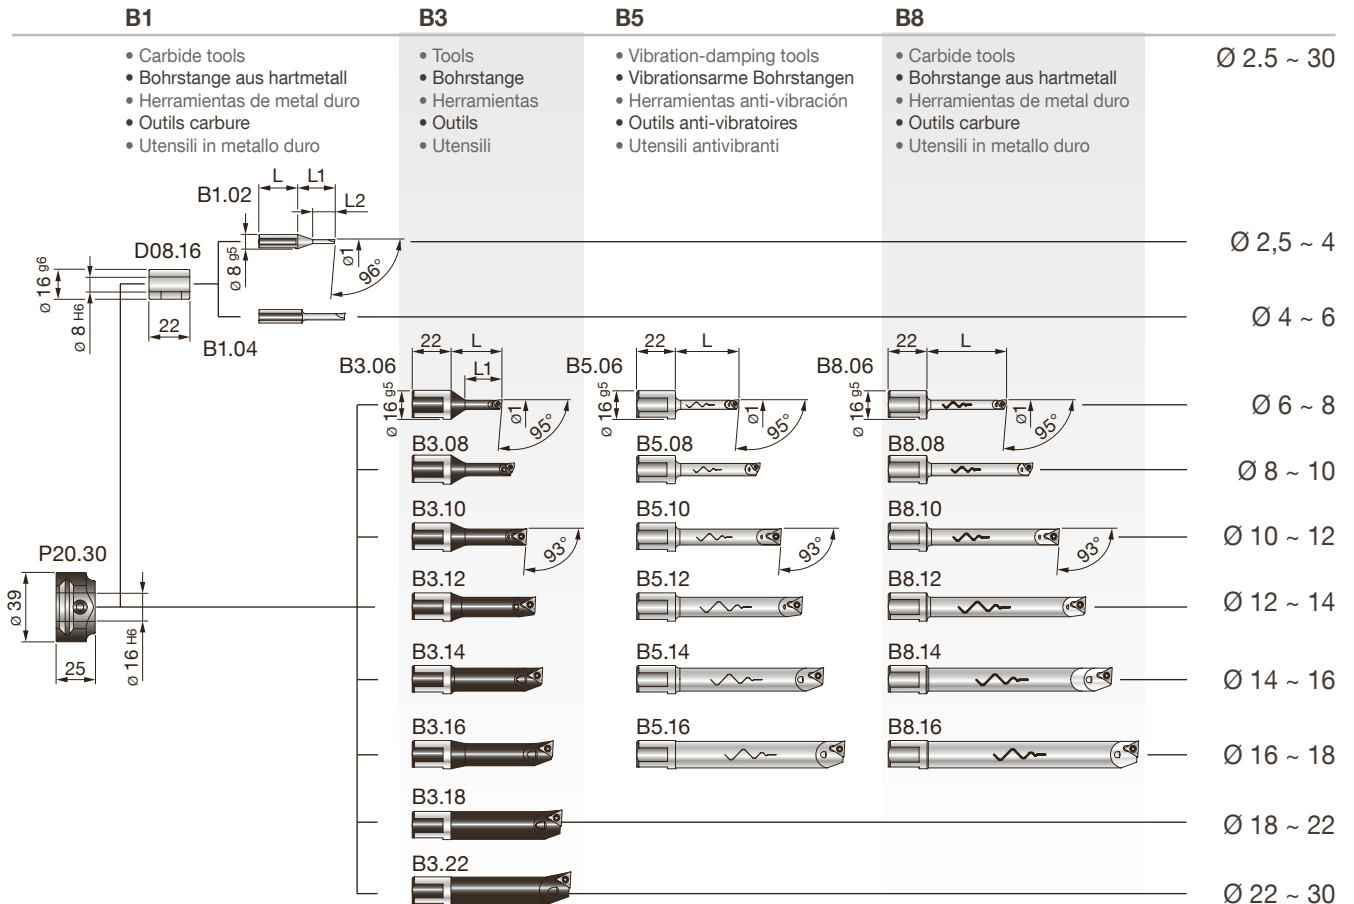 B1 B3 B5 B8
• Carbide tools • Tools • Vibration-damping tools • Carbide tools Ø 2.5 ~ 30
• Bohrstange aus hartmetall • Bohrstange • Vibrationsarme Bohrstangen • Bohrstange aus hartmetall
• Herramientas de metal duro • Herramientas • Herramientas anti-vibración • Herramientas de metal duro
• Outils carbure • Outils • Outils anti-vibratoires • Outils carbure
• Utensili in metallo duro • Utensili • Utensili antivibranti • Utensili in metallo duro
L L1
B1.02
L2
D08.16
Ø 8 g5
Ø1
96°
Ø 2,5 ~ 4
Ø 16 g6
Ø 8 H6
22
B1.04
Ø 4 ~ 6
22 L 22 L 22 L
B3.06 L1 B5.06 B8.06
Ø 16 g5 Ø1 95° Ø 16 g5 Ø1 95° Ø 16 g5 Ø1 95° Ø 6 ~ 8
B3.08 B5.08 B8.08
Ø 8 ~ 10
B3.10 B5.10 B8.10
93° 93° 93° Ø 10 ~ 12
P20.30
B3.12 B5.12 B8.12
Ø 39
Ø 12 ~ 14
Ø 16 H6
25
B3.14 B5.14 B8.14
Ø 14 ~ 16
B3.16 B5.16 B8.16
Ø 16 ~ 18
B3.18
Ø 18 ~ 22
B3.22
Ø 22 ~ 30